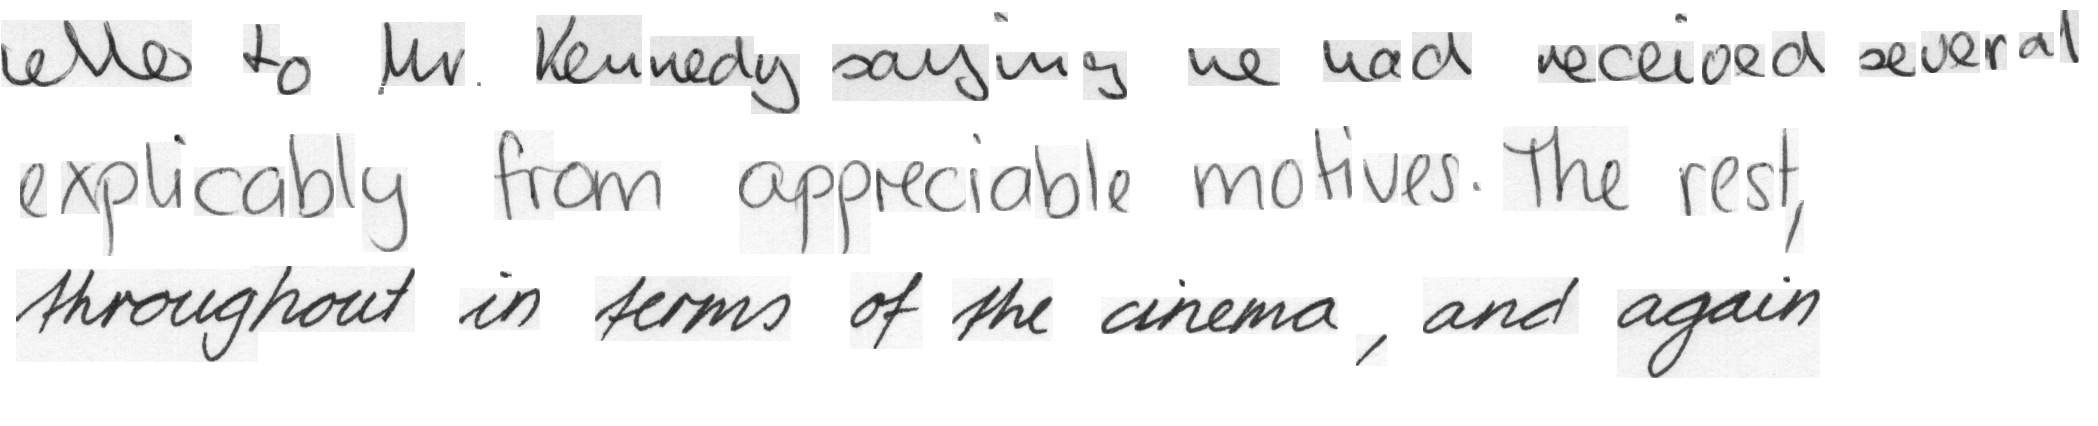 letter to Mr. Kennedy saying he had received several
explicably from appreciable motives. The rest,
throughout in terms of the cinema, and again